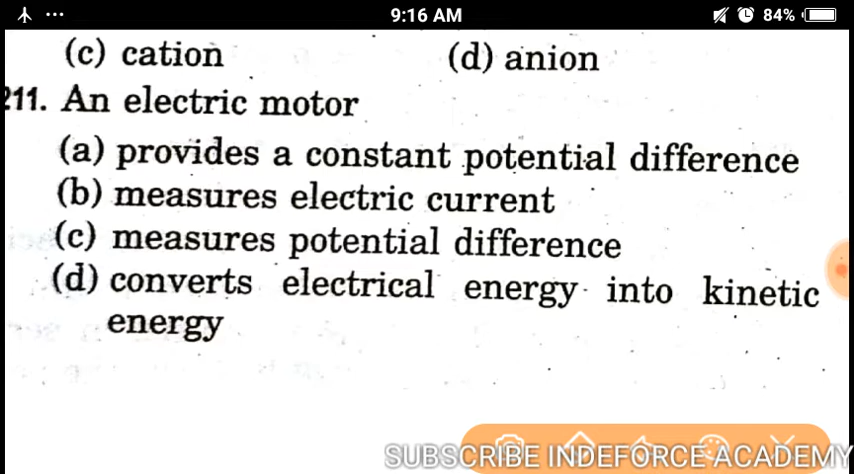 9:16 AM
84%
(c) cation
(d) anion
211. An electric motor
(a) provides a constant potential difference
(b) measures electric current
(c) measures potential difference
(d) converts electrical energy into kinetic
energy
SUBSCRIBE INDEFORCE ACADEMY